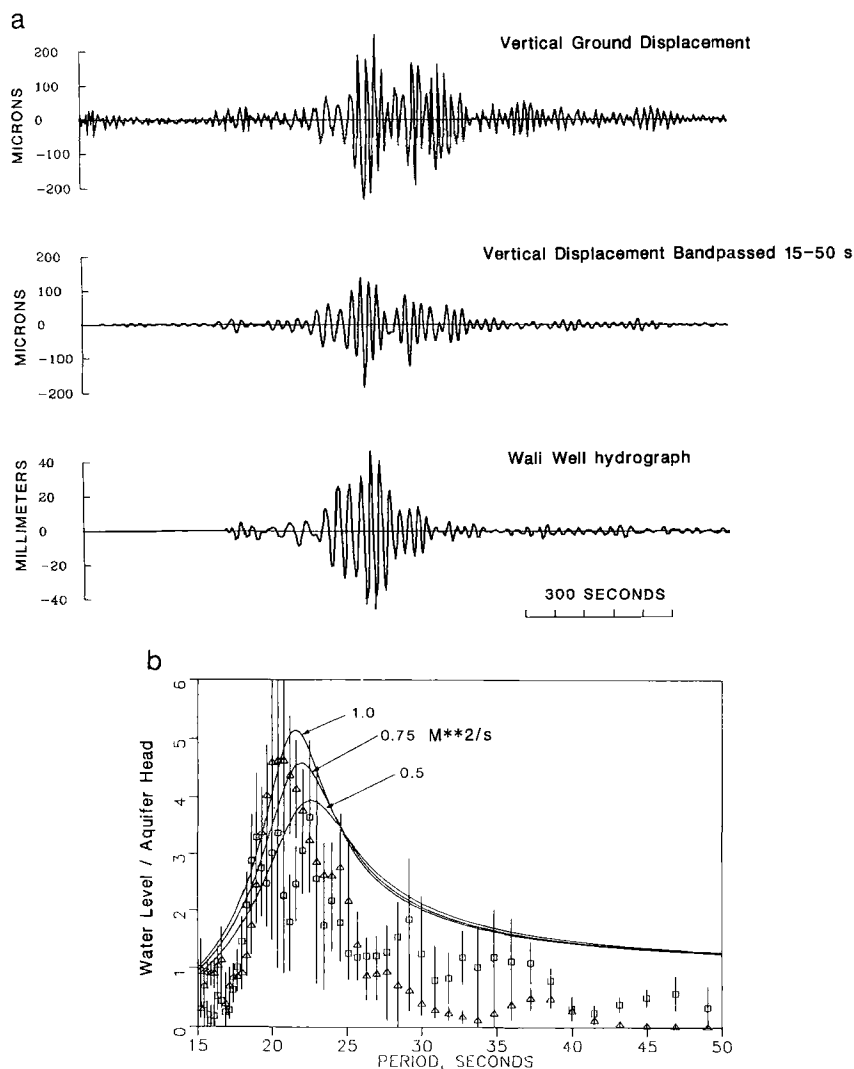 a
Vertical Ground Displacement
200
100
0
-100
-200
MICRONS
Vertical Displacement Bandpassed 15-50 s
200
100
0
-100
-200
MICRONS
Wali Well hydrograph
40
20
0
-20
-40
MILLIMETERS
300 SECONDS
b
6
5
4
3
2
1
0
Water Level / Aquifer Head
1.0
0.75 M**2/s
0.5
15 20 25 30 35 40 45 50
PERIOD, SECONDS